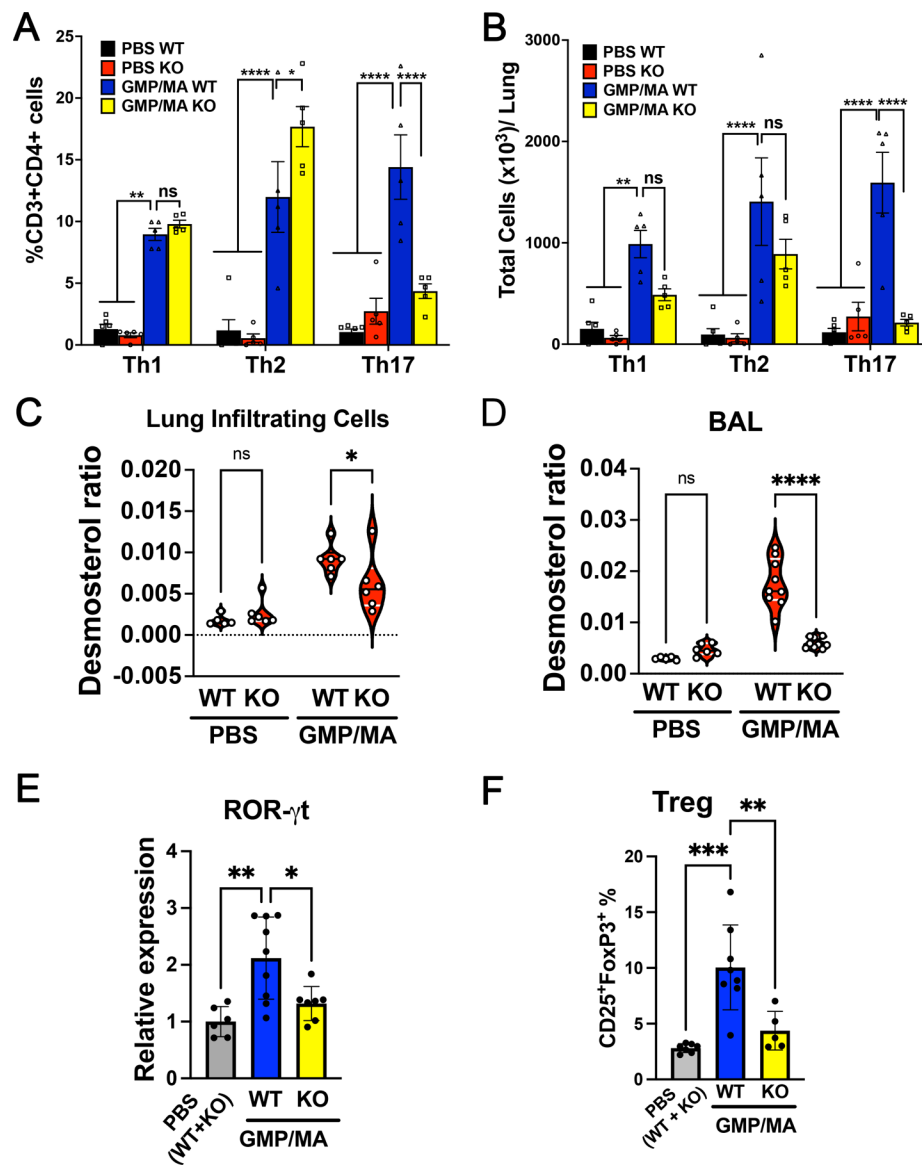 A
%CD3+CD4+ cells
25
20
15
10
5
0
PBS WT
PBS KO
GMP/MA WT
GMP/MA KO
**
ns
****
*
****
****
Th1
Th2
Th17
B
Total Cells (x10³)/ Lung
3000
2000
1000
0
PBS WT
PBS KO
GMP/MA WT
GMP/MA KO
**
ns
****
ns
****
****
Th1
Th2
Th17
C
Lung Infiltrating Cells
Desmosterol ratio
0.020
0.015
0.010
0.005
0.000
-0.005
ns
*
WT KO
WT KO
PBS
GMP/MA
D
BAL
Desmosterol ratio
0.04
0.03
0.02
0.01
0.00
ns
****
WT KO
WT KO
PBS
GMP/MA
E
ROR-γt
Relative expression
4
3
2
1
0
**
*
PBS
(WT+KO)
WT
KO
GMP/MA
F
Treg
CD25⁺FoxP3⁺ %
20
15
10
5
0
***
**
PBS
(WT + KO)
WT
KO
GMP/MA